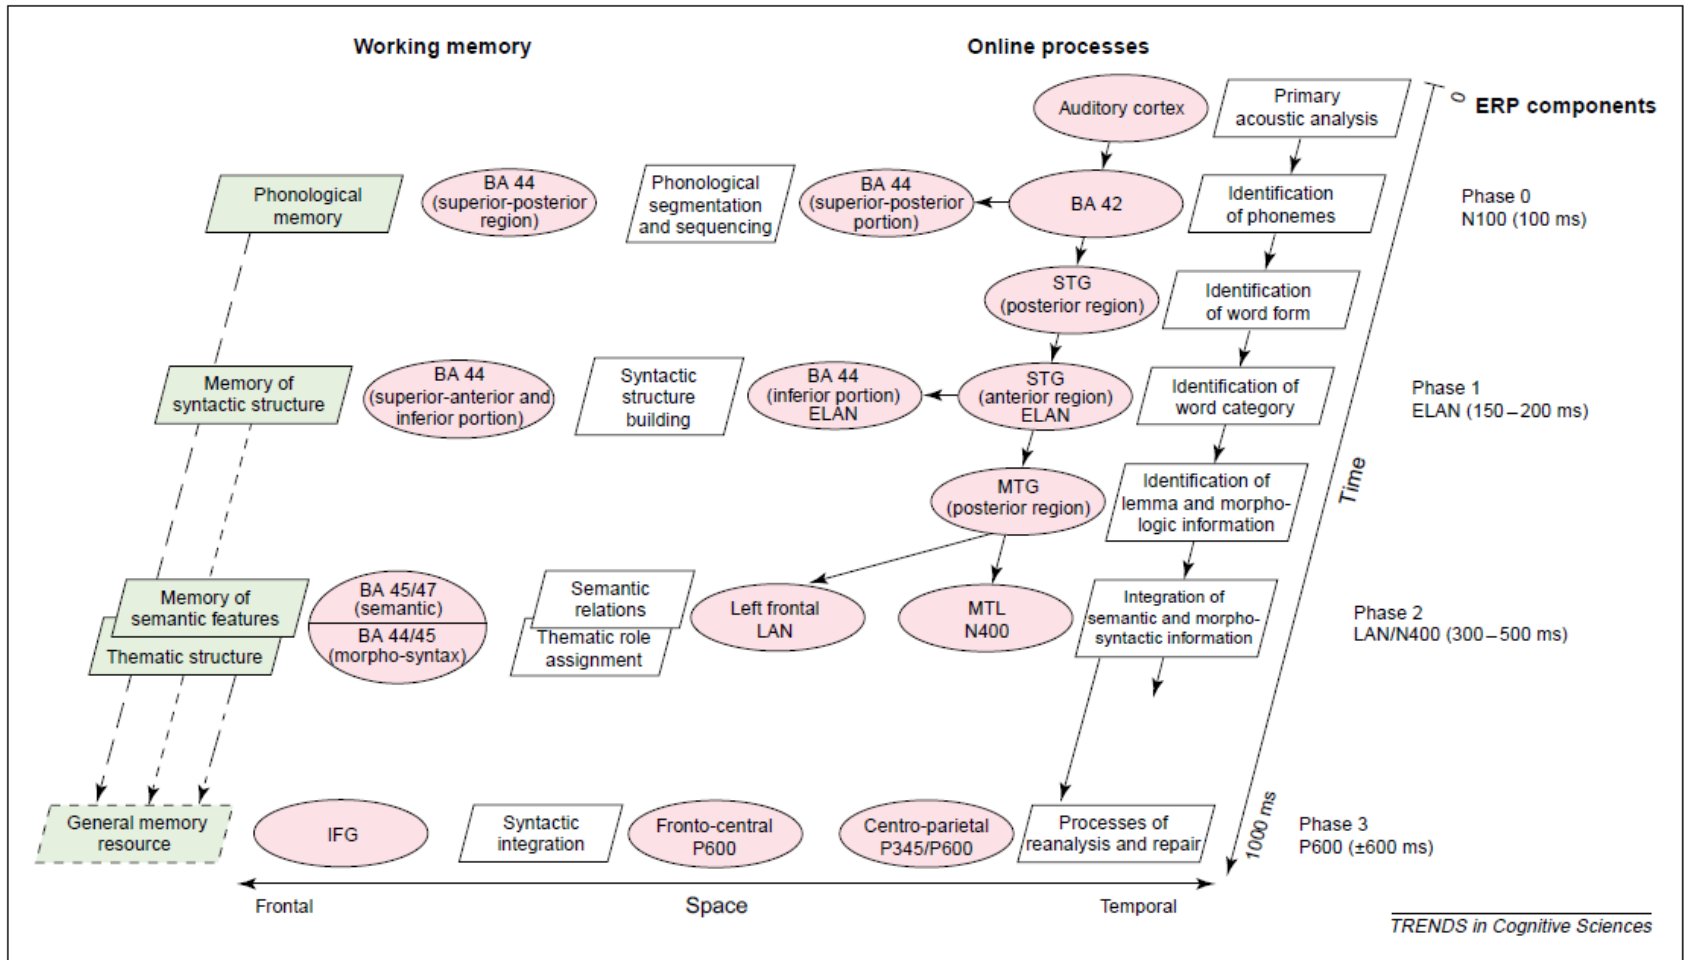 Working memory
Online processes
ERP components
Auditory cortex
Primary
acoustic analysis
0
Phonological
memory
BA 44
(superior-posterior
region)
Phonological
segmentation
and sequencing
BA 44
(superior-posterior
portion)
BA 42
Identification
of phonemes
Phase 0
N100 (100 ms)
STG
(posterior region)
Identification
of word form
Memory of
syntactic structure
BA 44
(superior-anterior and
inferior portion)
Syntactic
structure
building
BA 44
(inferior portion)
ELAN
STG
(anterior region)
ELAN
Identification of
word category
Phase 1
ELAN (150–200 ms)
MTG
(posterior region)
Identification of
lemma and morpho-
logic information
Time
Memory of
semantic features
Thematic structure
BA 45/47
(semantic)
BA 44/45
(morpho-syntax)
Semantic
relations
Thematic role
assignment
Left frontal
LAN
MTL
N400
Integration of
semantic and morpho-
syntactic information
Phase 2
LAN/N400 (300–500 ms)
General memory
resource
IFG
Syntactic
integration
Fronto-central
P600
Centro-parietal
P345/P600
Processes of
reanalysis and repair
1000 ms
Phase 3
P600 (±600 ms)
Frontal
Space
Temporal
TRENDS in Cognitive Sciences